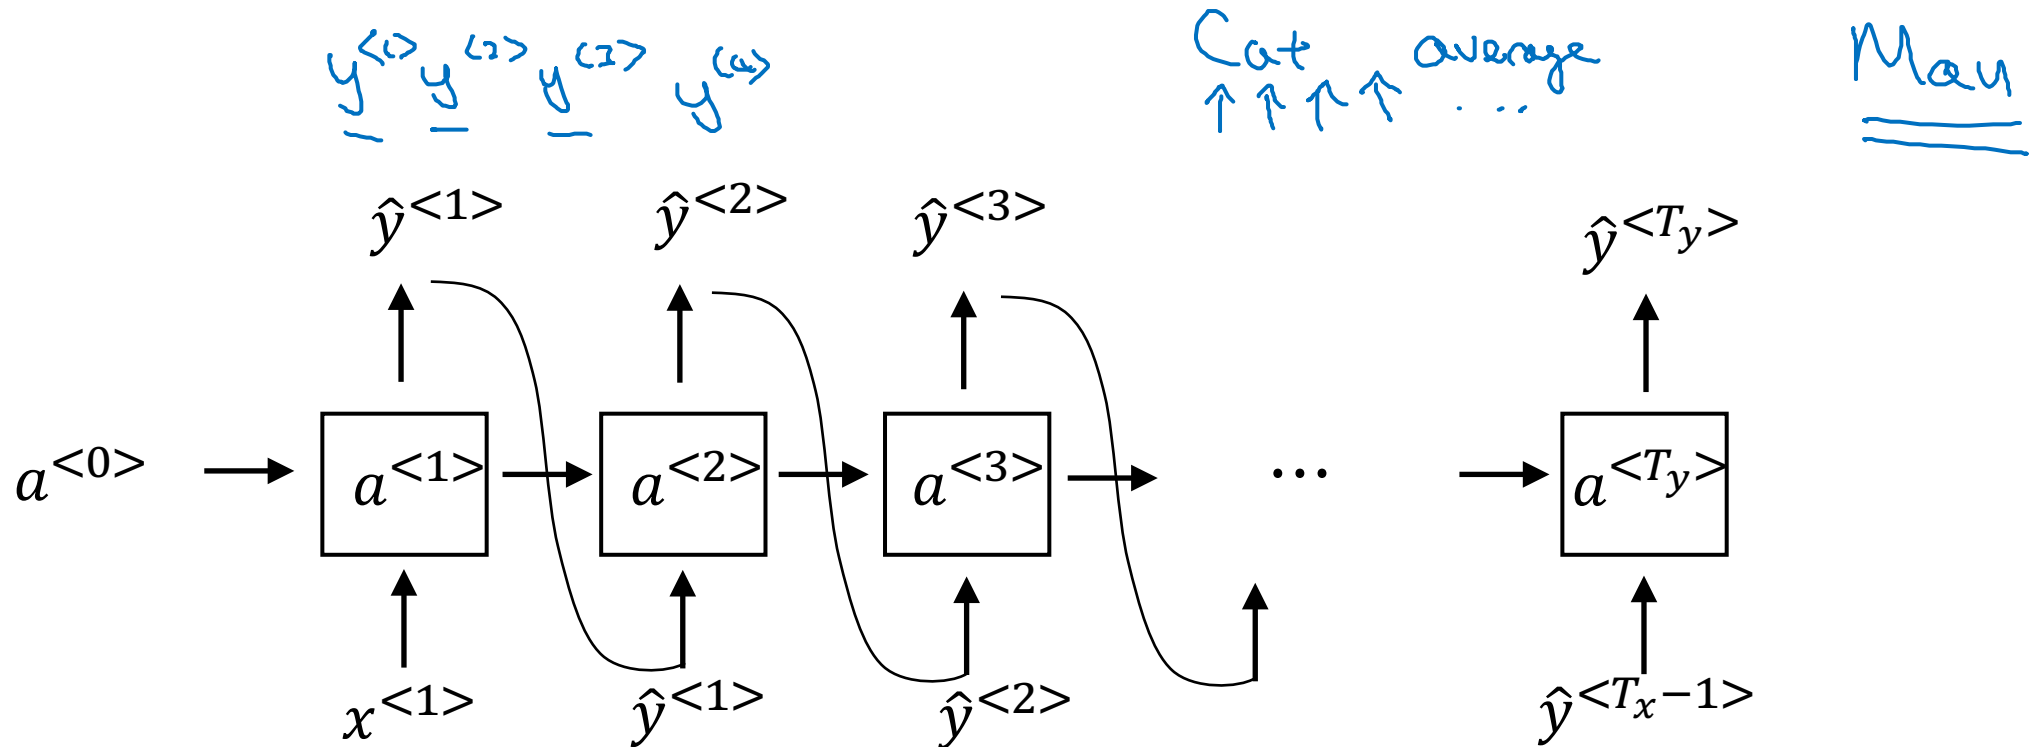 y<1> y<2> y<3> y<4> Cat average Mau
ŷ<1> ŷ<2> ŷ<3> ŷ<Ty>
a<0> a<1> a<2> a<3> ... a<Ty>
x<1> ŷ<1> ŷ<2> ŷ<Tx−1>